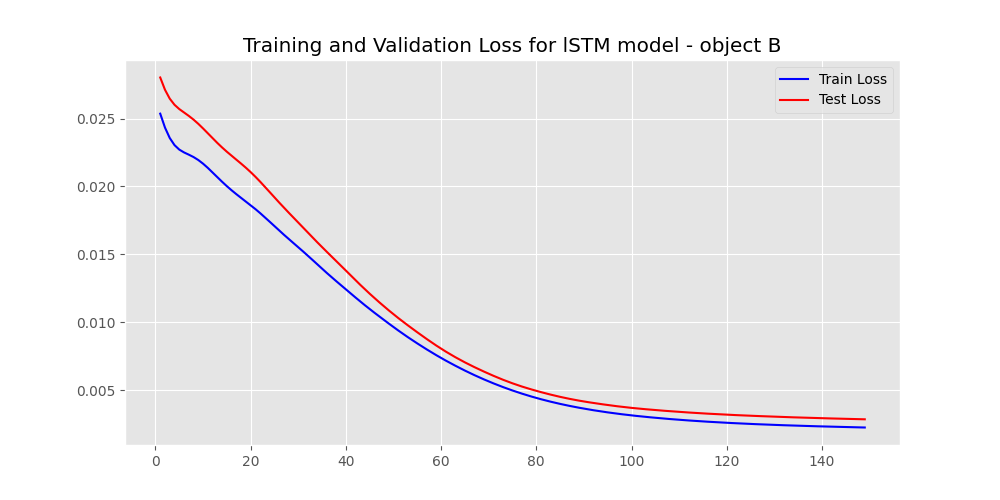 Training and Validation Loss for lSTM model - object B
Train Loss
Test Loss
0.025
0.020
0.015
0.010
0.005
0 20 40 60 80 100 120 140